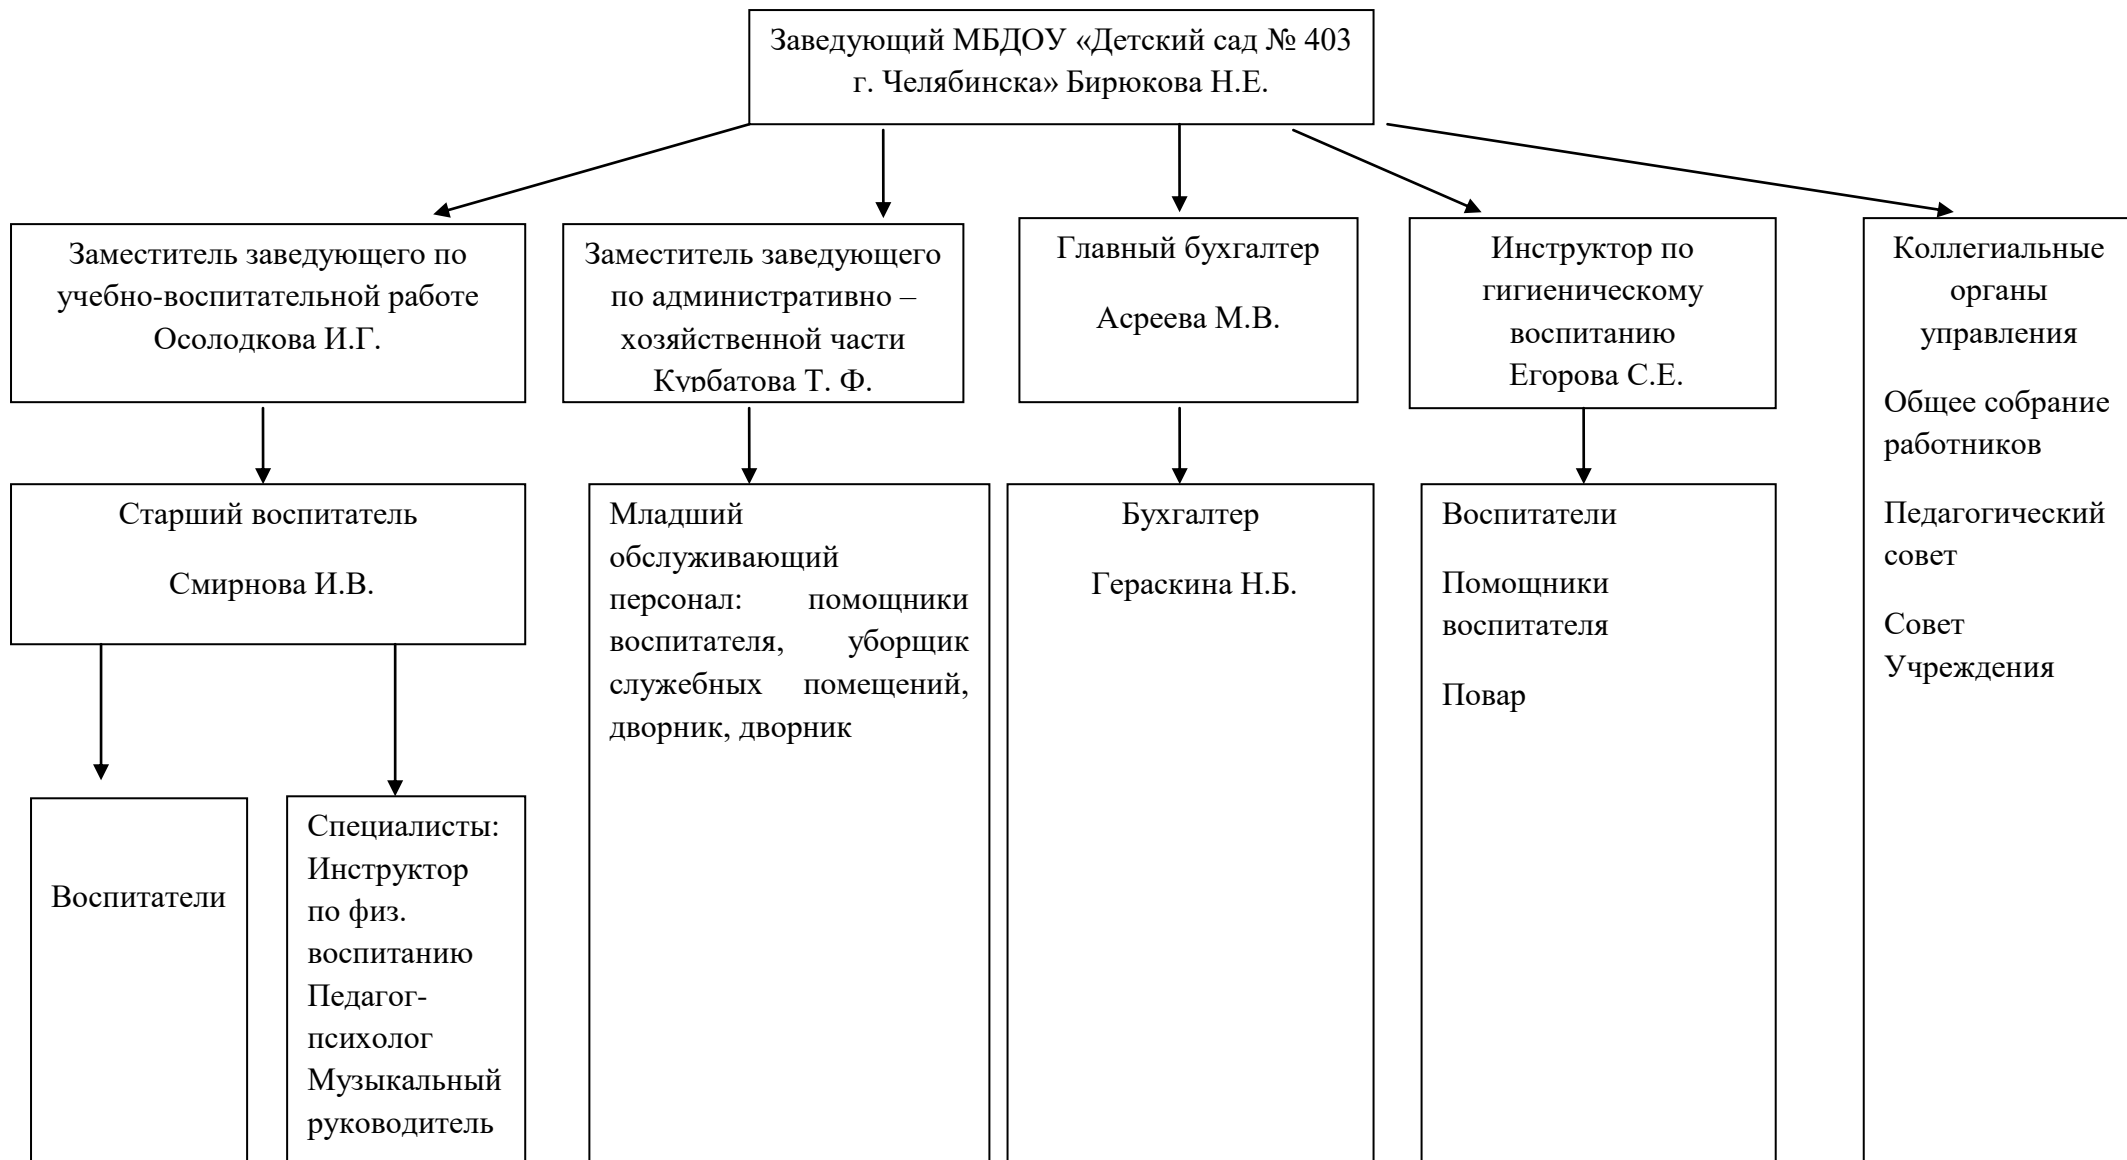 Заведующий МБДОУ «Детский сад № 403
г. Челябинска» Бирюкова Н.Е.
Заместитель заведующего по
учебно-воспитательной работе
Осолодкова И.Г.
Заместитель заведующего
по административно –
хозяйственной части
Курбатова Т. Ф.
Главный бухгалтер
Асреева М.В.
Инструктор по
гигиеническому
воспитанию
Егорова С.Е.
Коллегиальные
органы
управления
Общее собрание
работников
Педагогический
совет
Совет
Учреждения
Старший воспитатель
Смирнова И.В.
Младший
обслуживающий
персонал: помощники
воспитателя, уборщик
служебных помещений,
дворник, дворник
Бухгалтер
Гераскина Н.Б.
Воспитатели
Помощники
воспитателя
Повар
Воспитатели
Специалисты:
Инструктор
по физ.
воспитанию
Педагог-
психолог
Музыкальный
руководитель